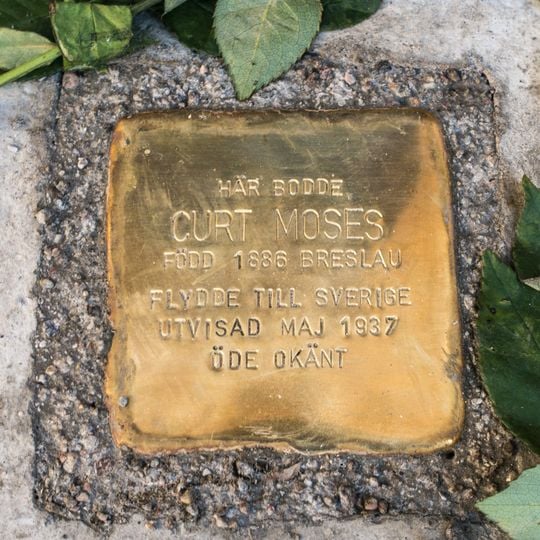 HÄR BODDE
CURT MOSES
FÖDD 1886 BRESLAU
FLYDDE TILL SVERIGE
UTVISAD MAJ 1937
ÖDE OKÄNT